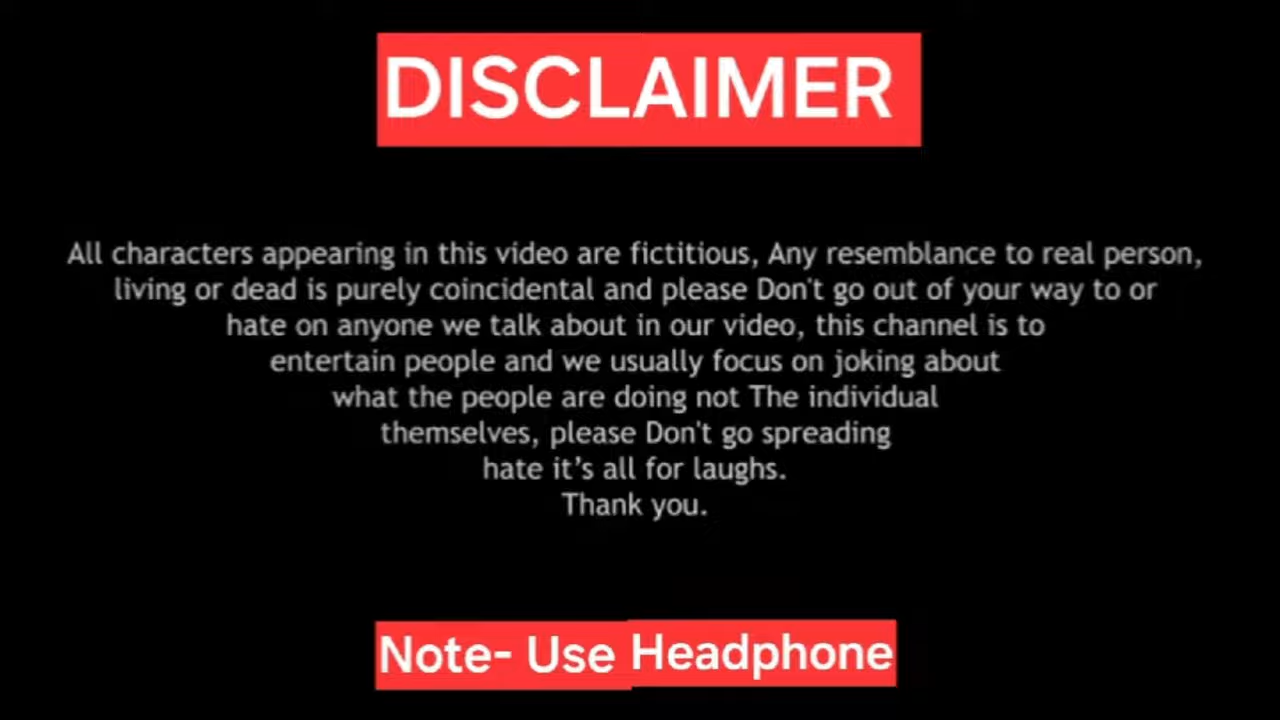 DISCLAIMER
All characters appearing in this video are fictitious, Any resemblance to real person,
living or dead is purely coincidental and please Don't go out of your way to or
hate on anyone we talk about in our video, this channel is to
entertain people and we usually focus on joking about
what the people are doing not The individual
themselves, please Don't go spreading
hate it’s all for laughs.
Thank you.
Note- Use Headphone